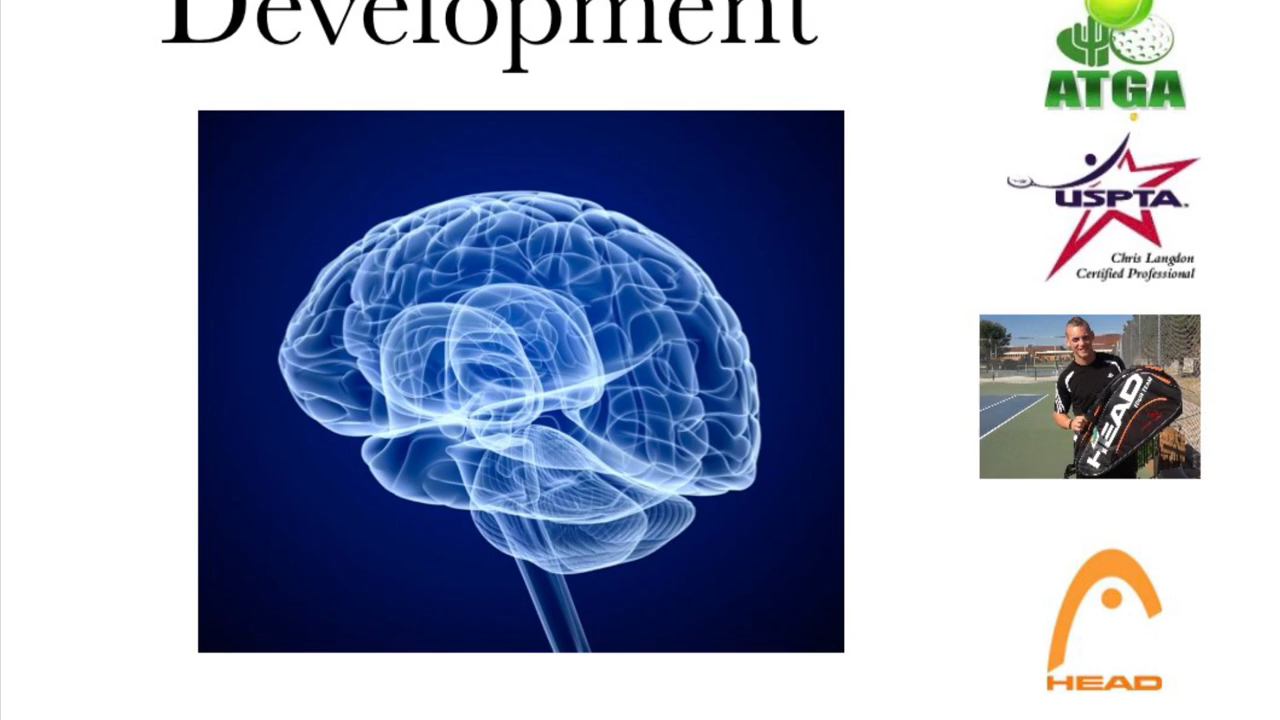 Development
ATGA
USPTA.
Chris Langdon
Certified Professional
HEAD
HEAD